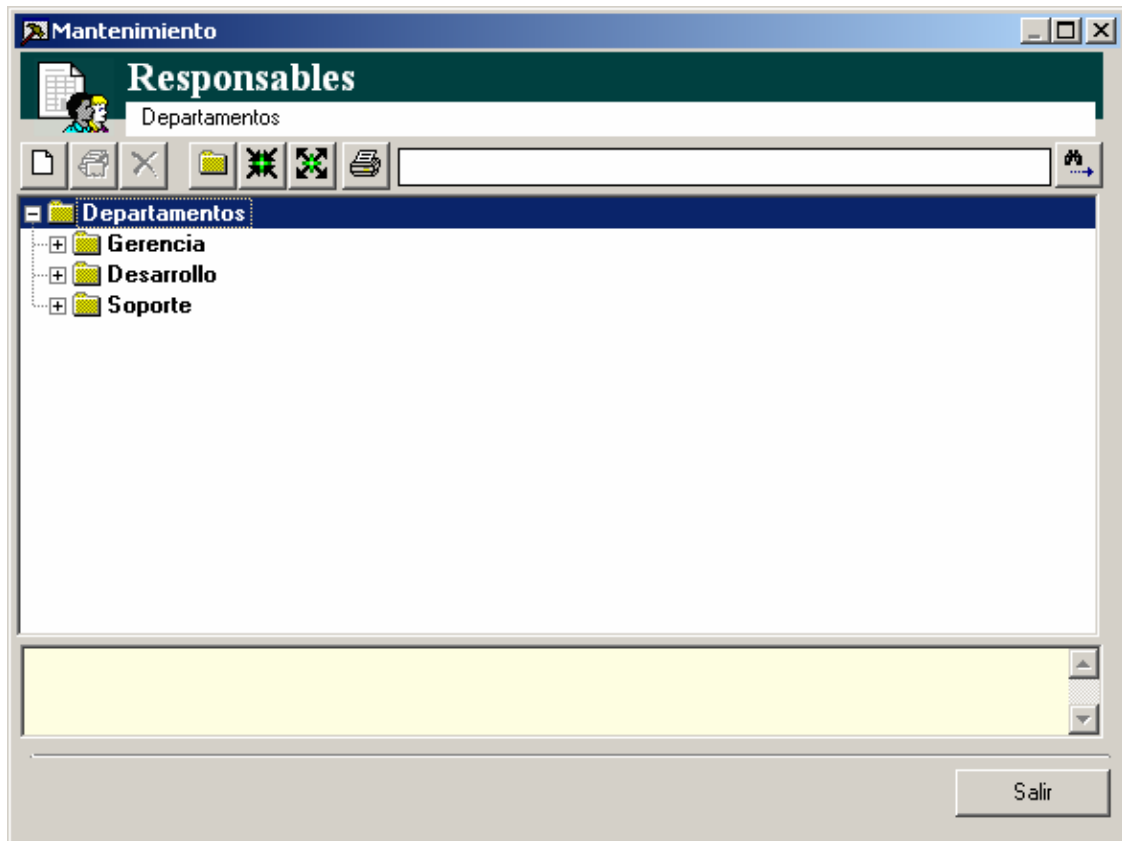 Mantenimiento
Responsables
Departamentos
Departamentos
Gerencia
Desarrollo
Soporte
Salir